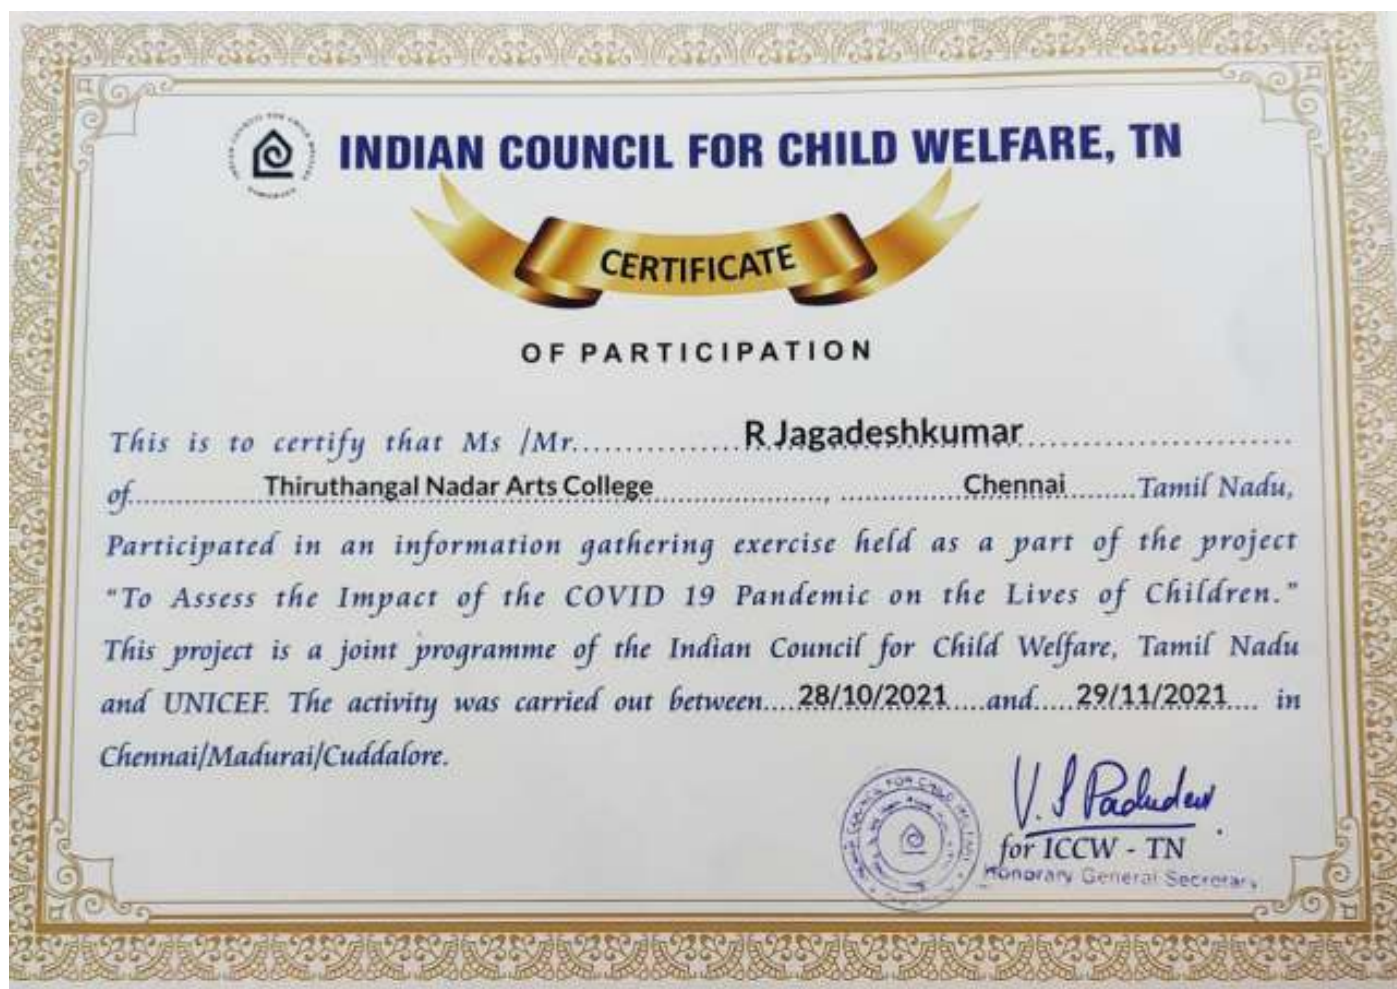 INDIAN COUNCIL FOR CHILD WELFARE, TN
CERTIFICATE
OF PARTICIPATION
This is to certify that Ms /Mr.............R Jagadeshkumar.............
of.............Thiruthangal Nadar Arts College............., .............Chennai.......Tamil Nadu,
Participated in an information gathering exercise held as a part of the project
"To Assess the Impact of the COVID 19 Pandemic on the Lives of Children."
This project is a joint programme of the Indian Council for Child Welfare, Tamil Nadu
and UNICEF. The activity was carried out between....28/10/2021....and.....29/11/2021.... in
Chennai/Madurai/Cuddalore.
for ICCW - TN
Honorary General Secretary